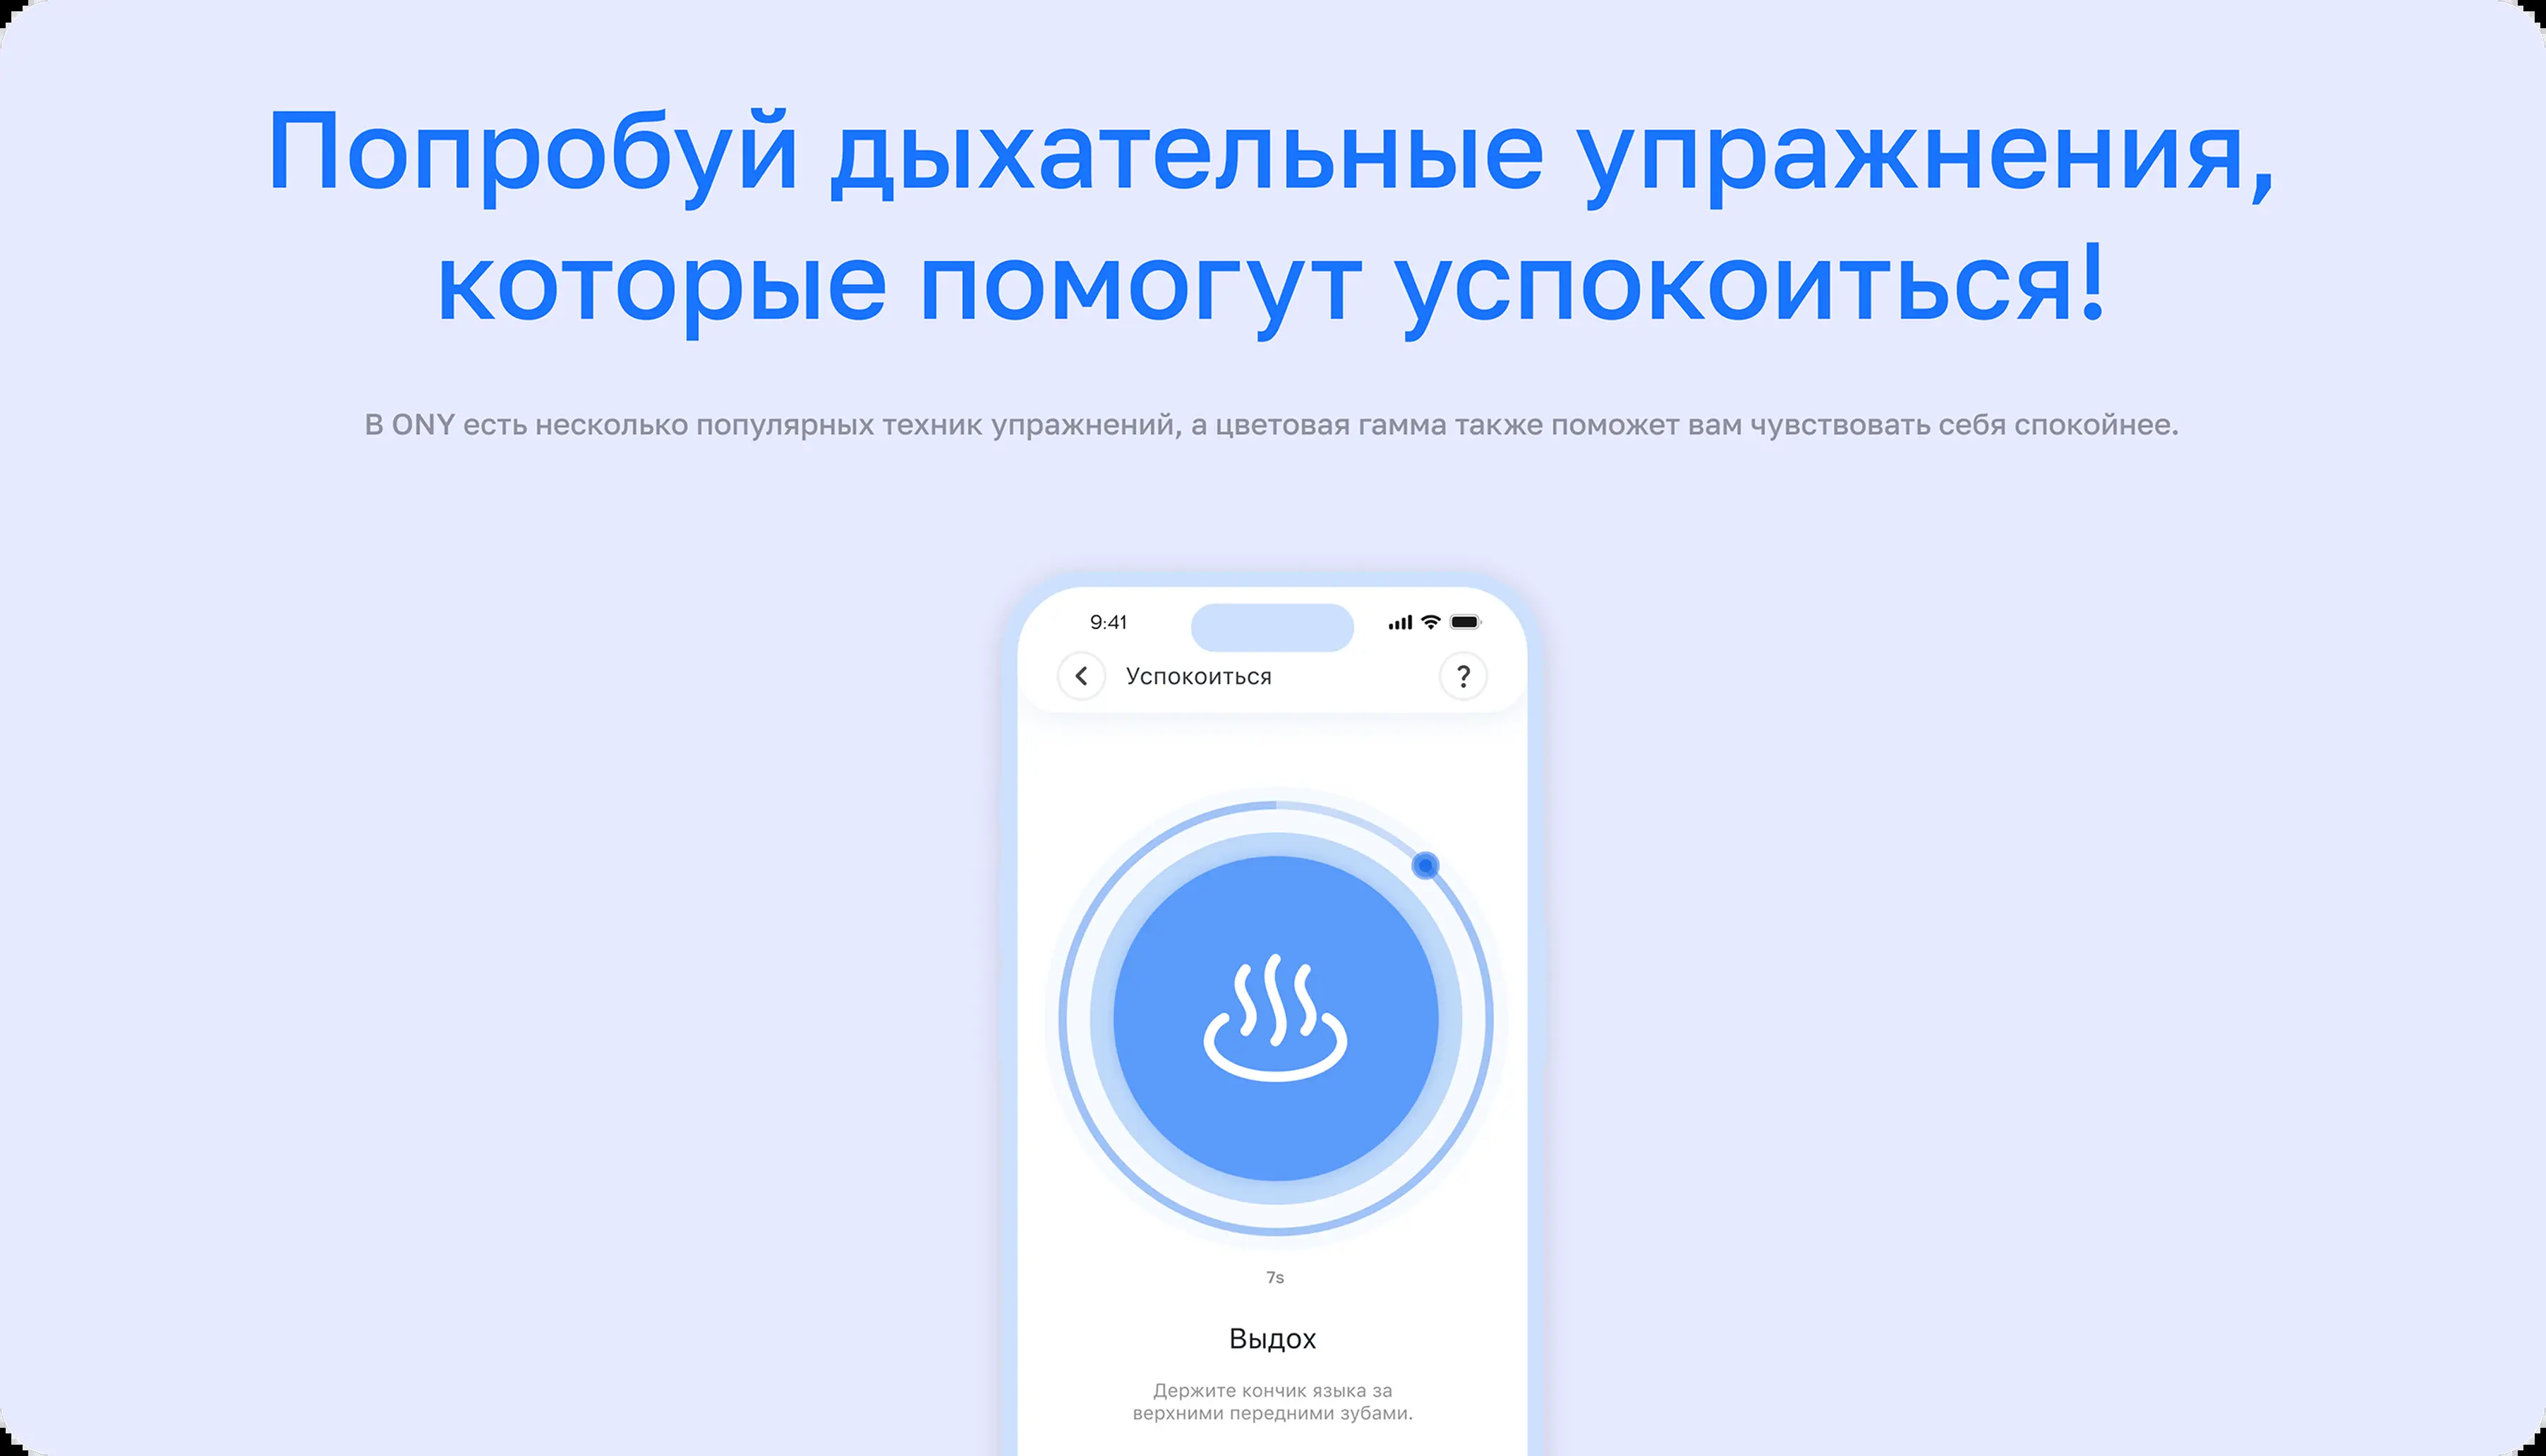 Попробуй дыхательные упражнения,
которые помогут успокоиться!
В ONY есть несколько популярных техник упражнений, а цветовая гамма также поможет вам чувствовать себя спокойнее.
9:41
Успокоиться
?
7s
Выдох
Держите кончик языка за
верхними передними зубами.